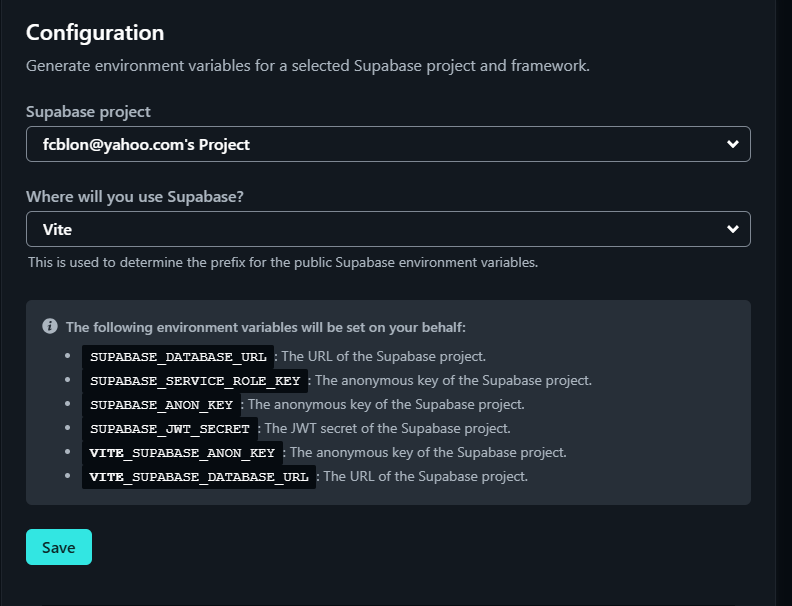 Configuration
Generate environment variables for a selected Supabase project and framework.
Supabase project
fcblon@yahoo.com's Project
Where will you use Supabase?
Vite
This is used to determine the prefix for the public Supabase environment variables.
The following environment variables will be set on your behalf:
SUPABASE_DATABASE_URL : The URL of the Supabase project.
SUPABASE_SERVICE_ROLE_KEY : The anonymous key of the Supabase project.
SUPABASE_ANON_KEY : The anonymous key of the Supabase project.
SUPABASE_JWT_SECRET : The JWT secret of the Supabase project.
VITE_SUPABASE_ANON_KEY : The anonymous key of the Supabase project.
VITE_SUPABASE_DATABASE_URL : The URL of the Supabase project.
Save